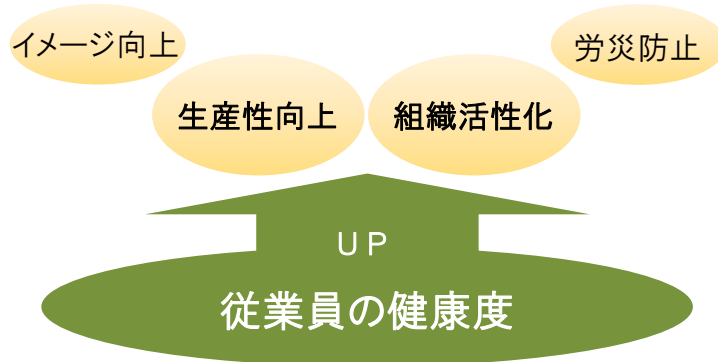 イメージ向上
労災防止
生産性向上
組織活性化
ＵＰ
従業員の健康度